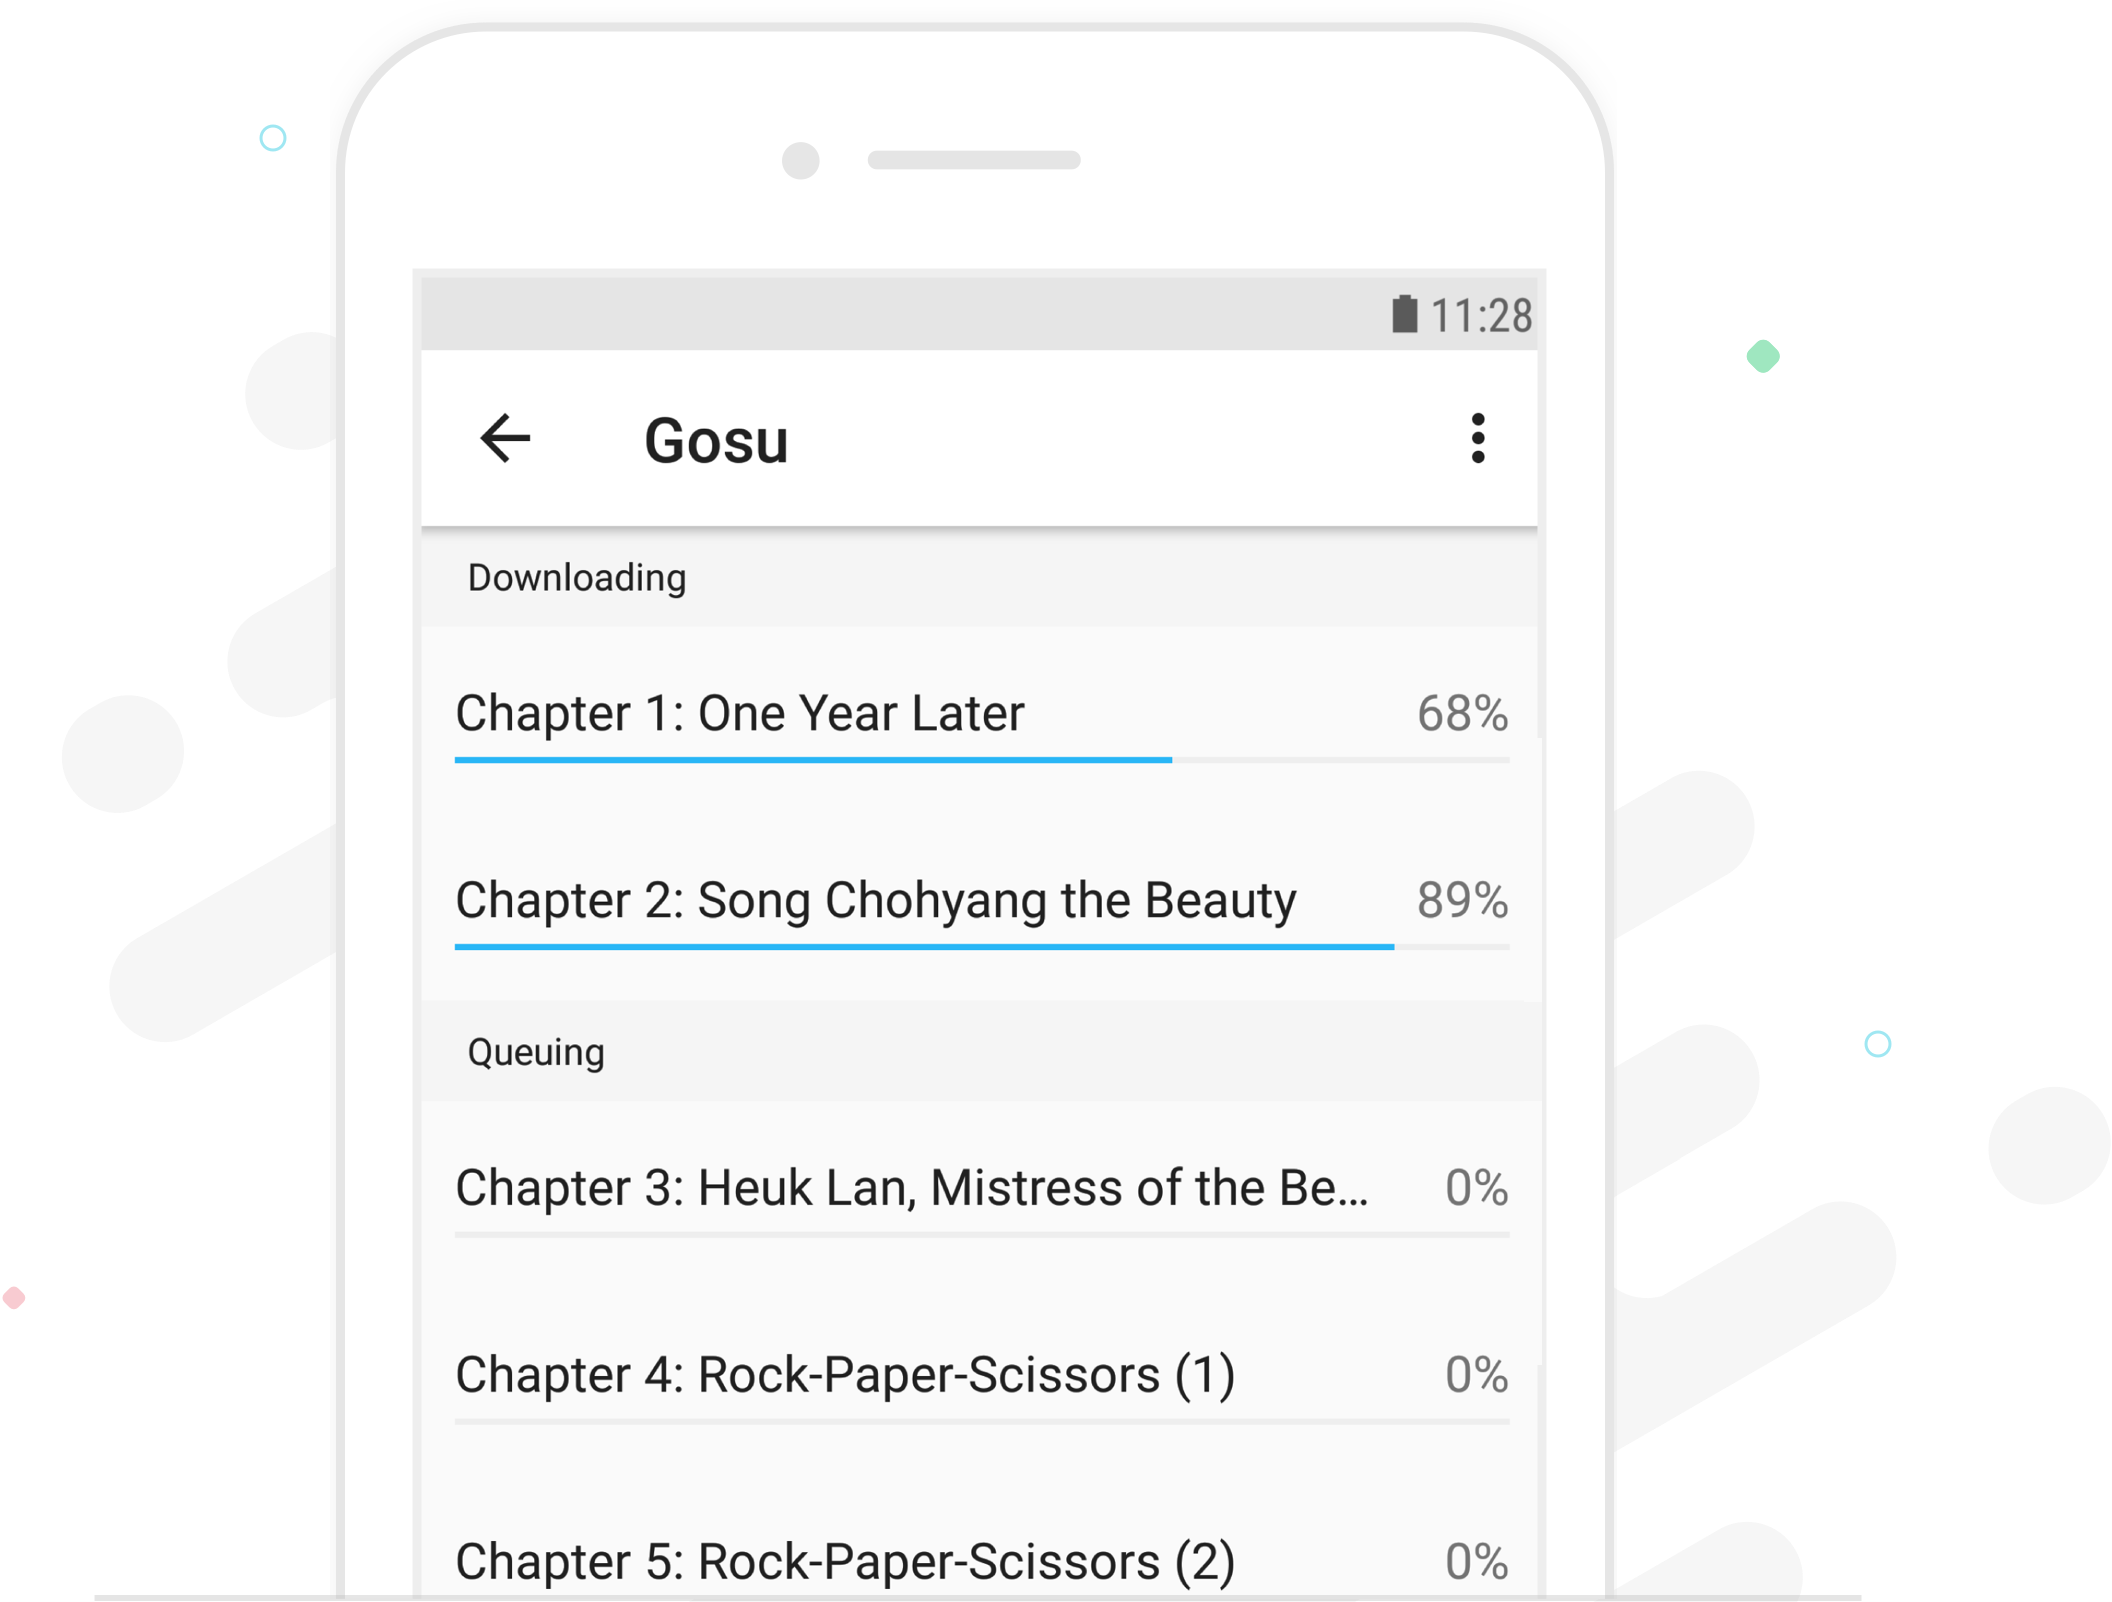 11:28
Gosu
Downloading
Chapter 1: One Year Later 68%
Chapter 2: Song Chohyang the Beauty 89%
Queuing
Chapter 3: Heuk Lan, Mistress of the Be... 0%
Chapter 4: Rock-Paper-Scissors (1) 0%
Chapter 5: Rock-Paper-Scissors (2) 0%